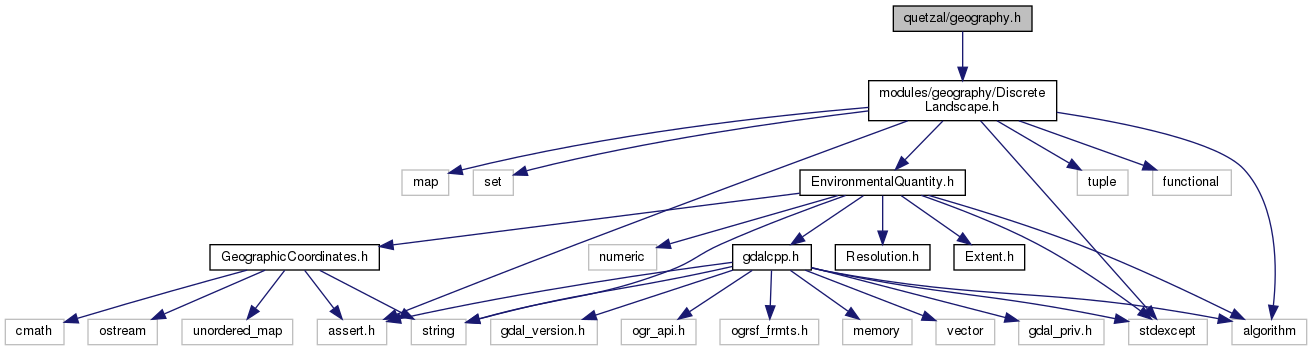 quetzal/geography.h
modules/geography/Discrete
Landscape.h
map
set
EnvironmentalQuantity.h
tuple
functional
GeographicCoordinates.h
numeric
gdalcpp.h
Resolution.h
Extent.h
cmath
ostream
unordered_map
assert.h
string
gdal_version.h
ogr_api.h
ogrsf_frmts.h
memory
vector
gdal_priv.h
stdexcept
algorithm